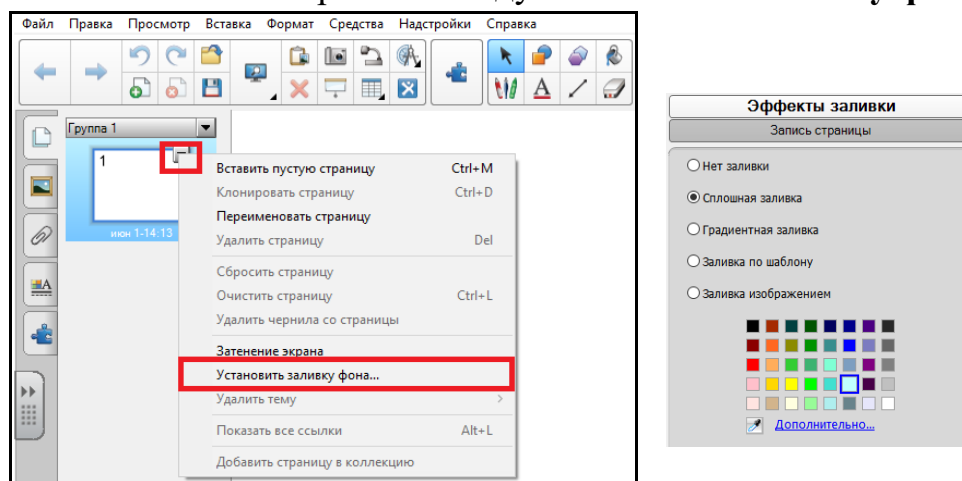 Файл Правка Просмотр Вставка Формат Средства Надстройки Справка
Группа 1
1
июн 1-14:13
Вставить пустую страницу Ctrl+M
Клонировать страницу Ctrl+D
Переименовать страницу
Удалить страницу Del
Сбросить страницу
Очистить страницу Ctrl+L
Удалить чернила со страницы
Затенение экрана
Установить заливку фона...
Удалить тему
Показать все ссылки Alt+L
Добавить страницу в коллекцию
Эффекты заливки
Запись страницы
Нет заливки
Сплошная заливка
Градиентная заливка
Заливка по шаблону
Заливка изображением
Дополнительно...